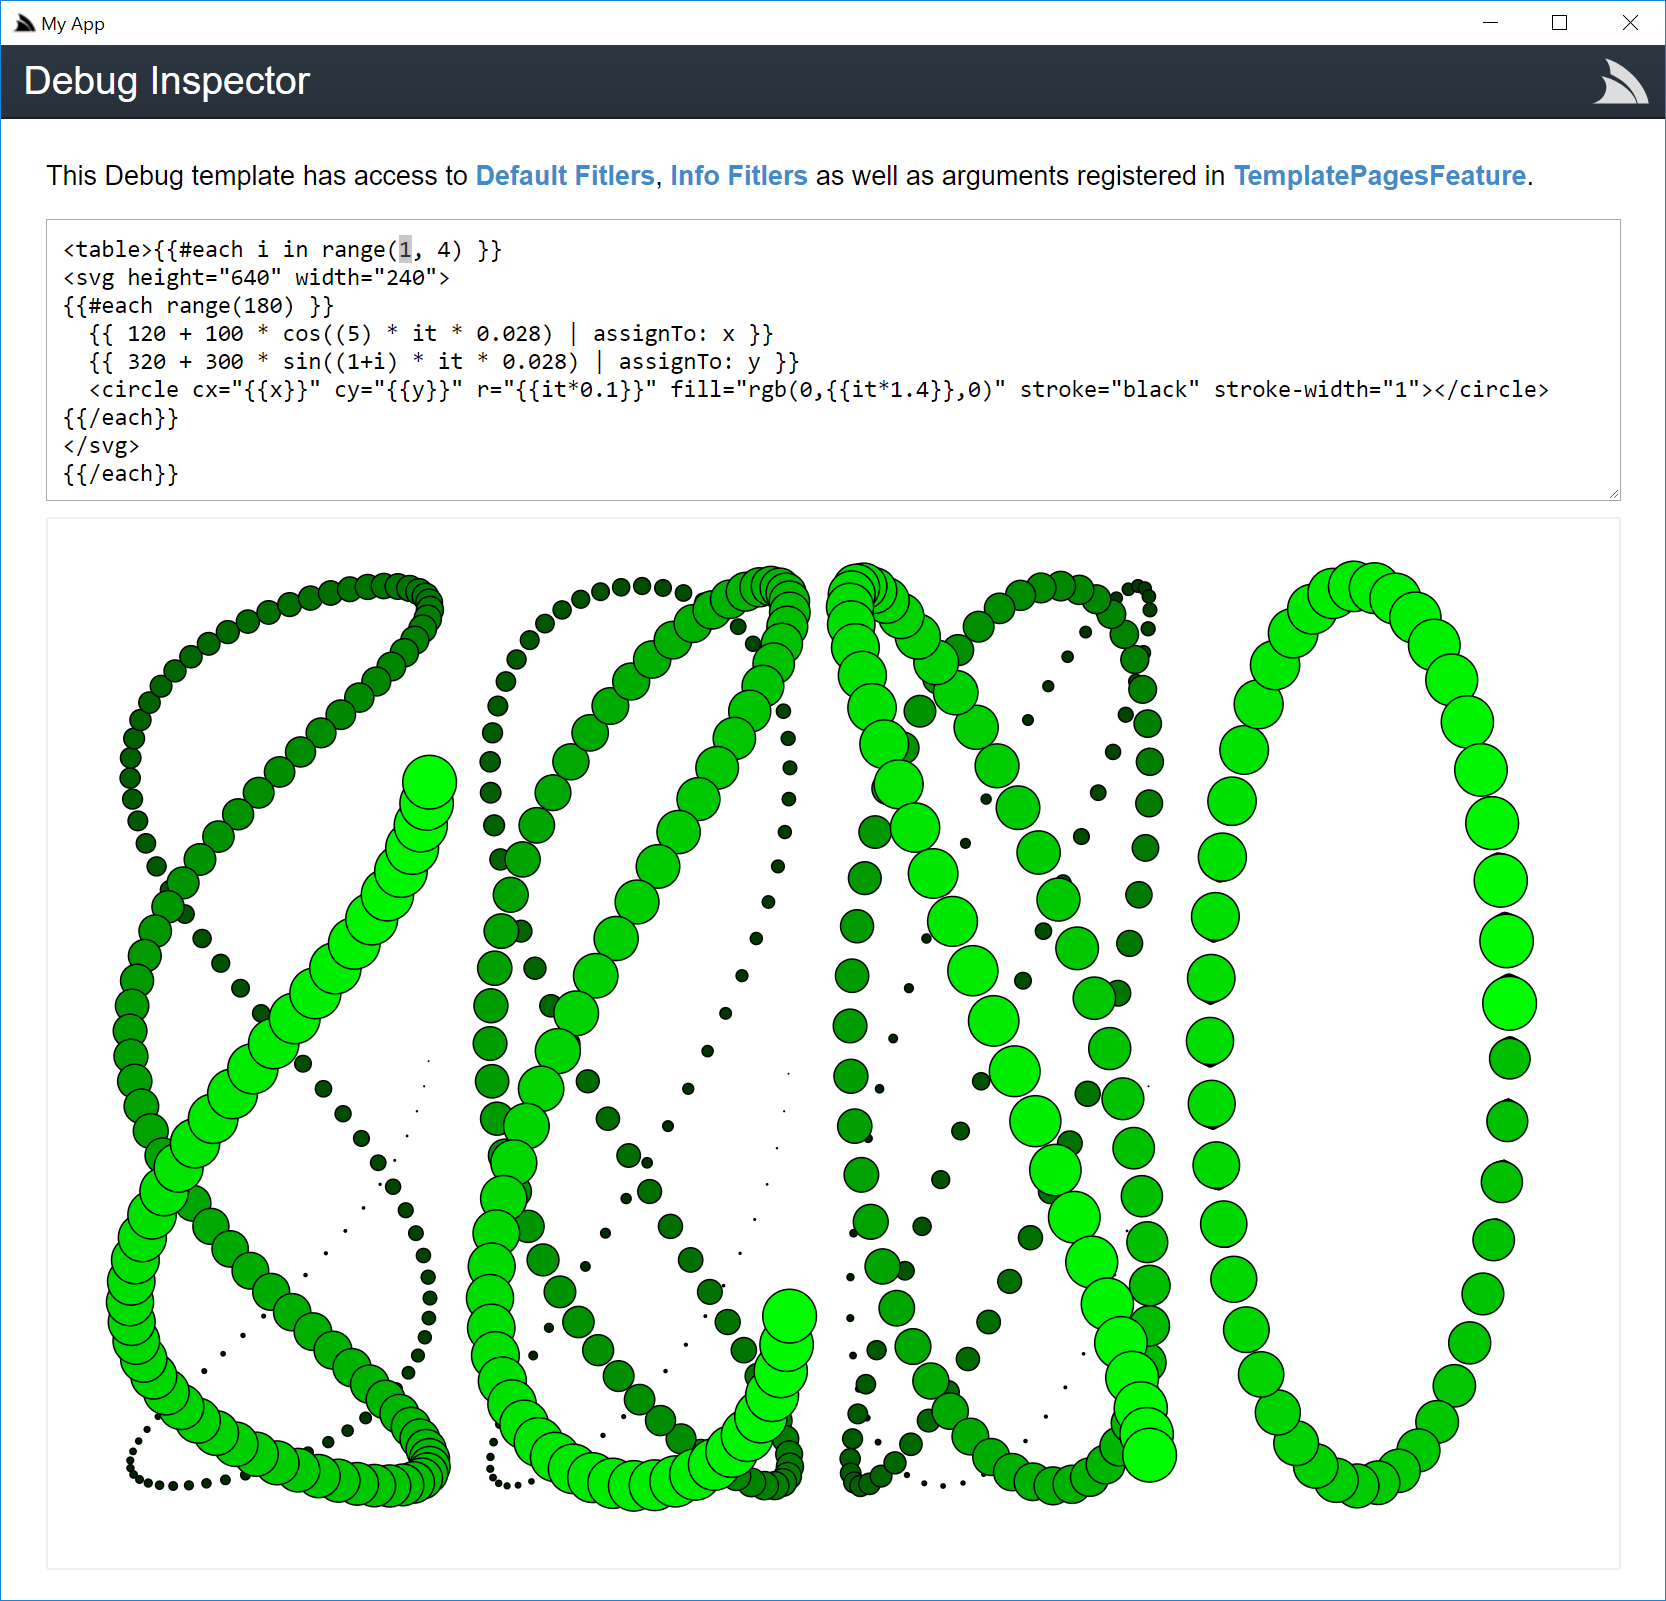 My App
Debug Inspector
This Debug template has access to Default Fitlers, Info Fitlers as well as arguments registered in TemplatePagesFeature.
<table>{{#each i in range(1, 4) }}
<svg height="640" width="240">
{{#each range(180) }}
  {{ 120 + 100 * cos((5) * it * 0.028) | assignTo: x }}
  {{ 320 + 300 * sin((1+i) * it * 0.028) | assignTo: y }}
  <circle cx="{{x}}" cy="{{y}}" r="{{it*0.1}}" fill="rgb(0,{{it*1.4}},0)" stroke="black" stroke-width="1"></circle>
{{/each}}
</svg>
{{/each}}